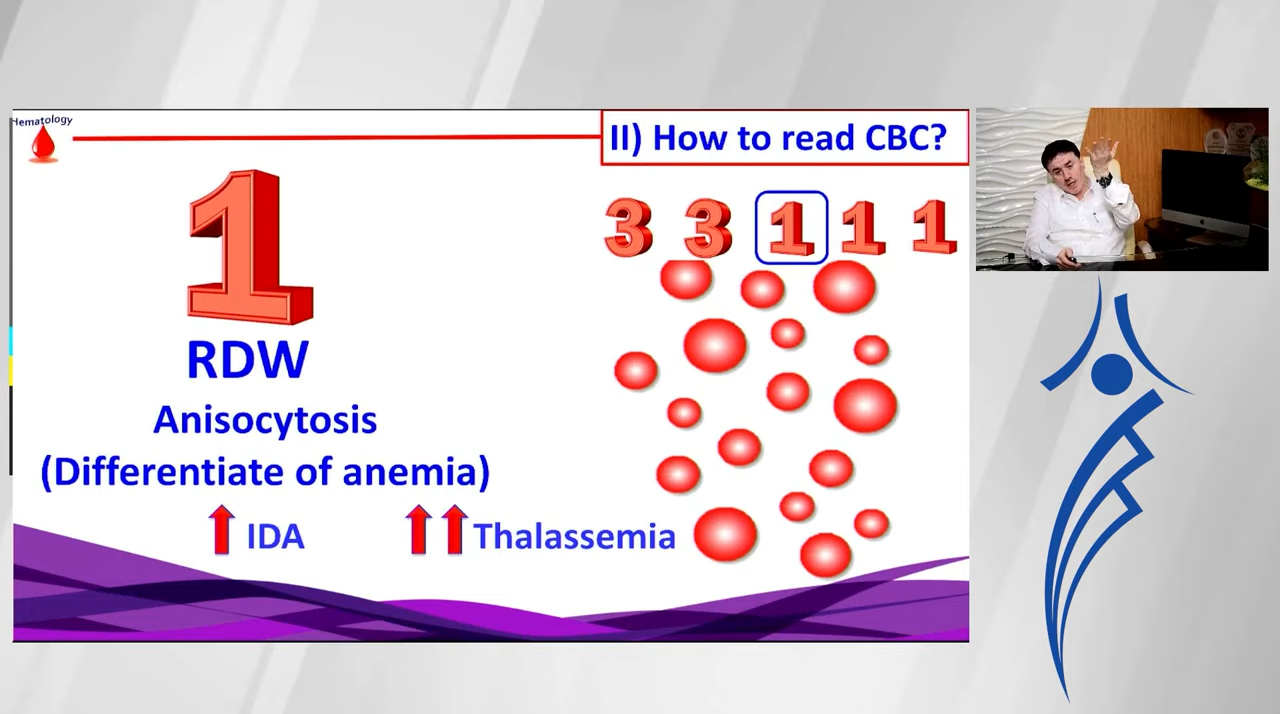 Hematology
II) How to read CBC?
3 3 1 1 1
1
RDW
Anisocytosis
(Differentiate of anemia)
IDA
Thalassemia